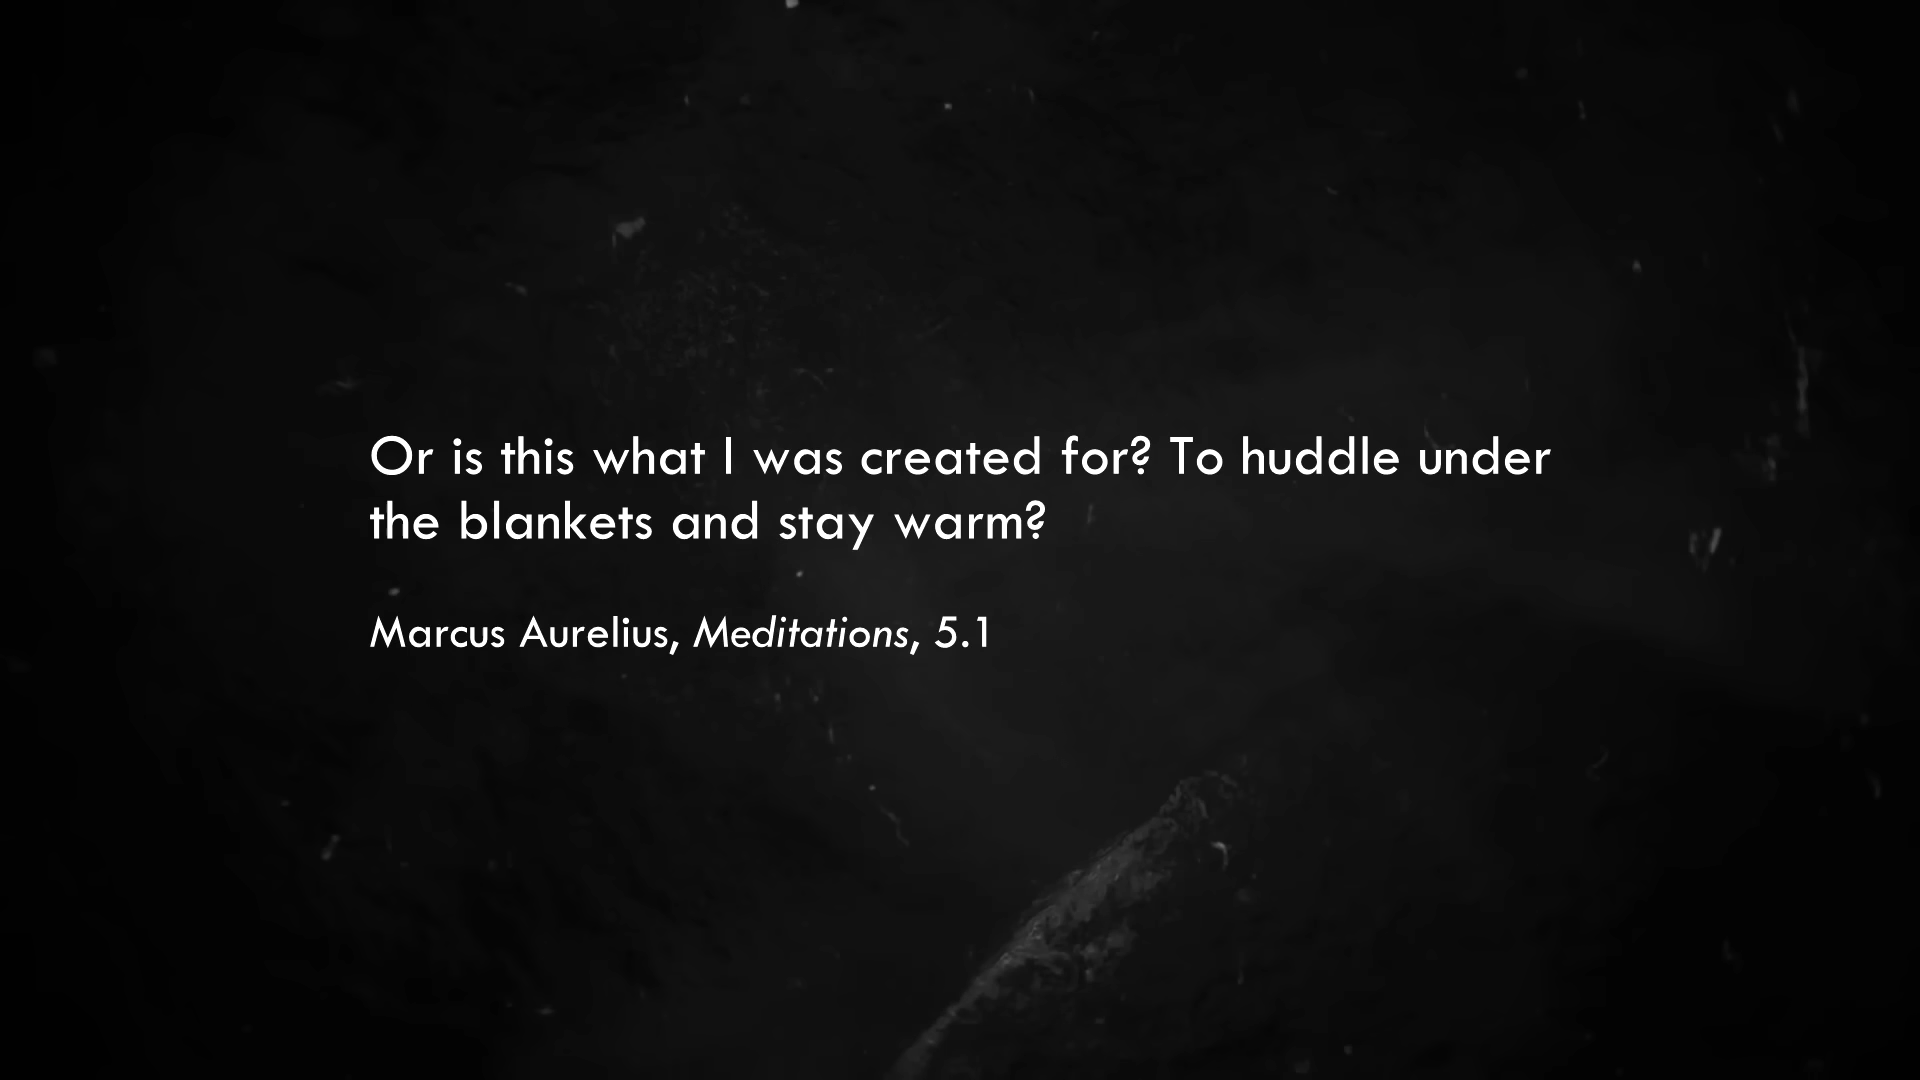 Or is this what I was created for? To huddle under
the blankets and stay warm?
Marcus Aurelius, Meditations, 5.1